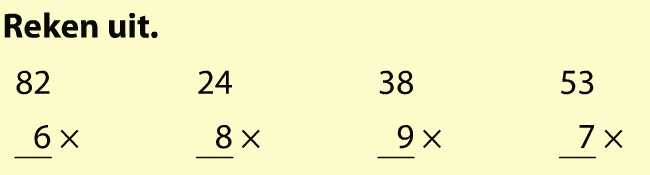 Reken uit.
82 24 38 53
6 × 8 × 9 × 7 ×